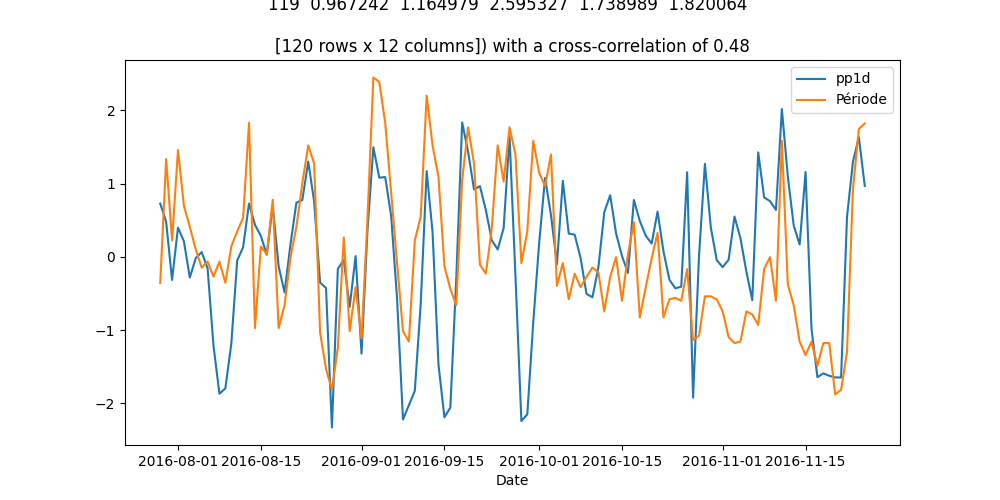 119 0.967242 1.164979 2.595327 1.738989 1.820064
[120 rows x 12 columns]) with a cross-correlation of 0.48
pp1d
Période
2
1
0
−1
−2
2016-08-01 2016-08-15 2016-09-01 2016-09-15 2016-10-01 2016-10-15 2016-11-01 2016-11-15
Date